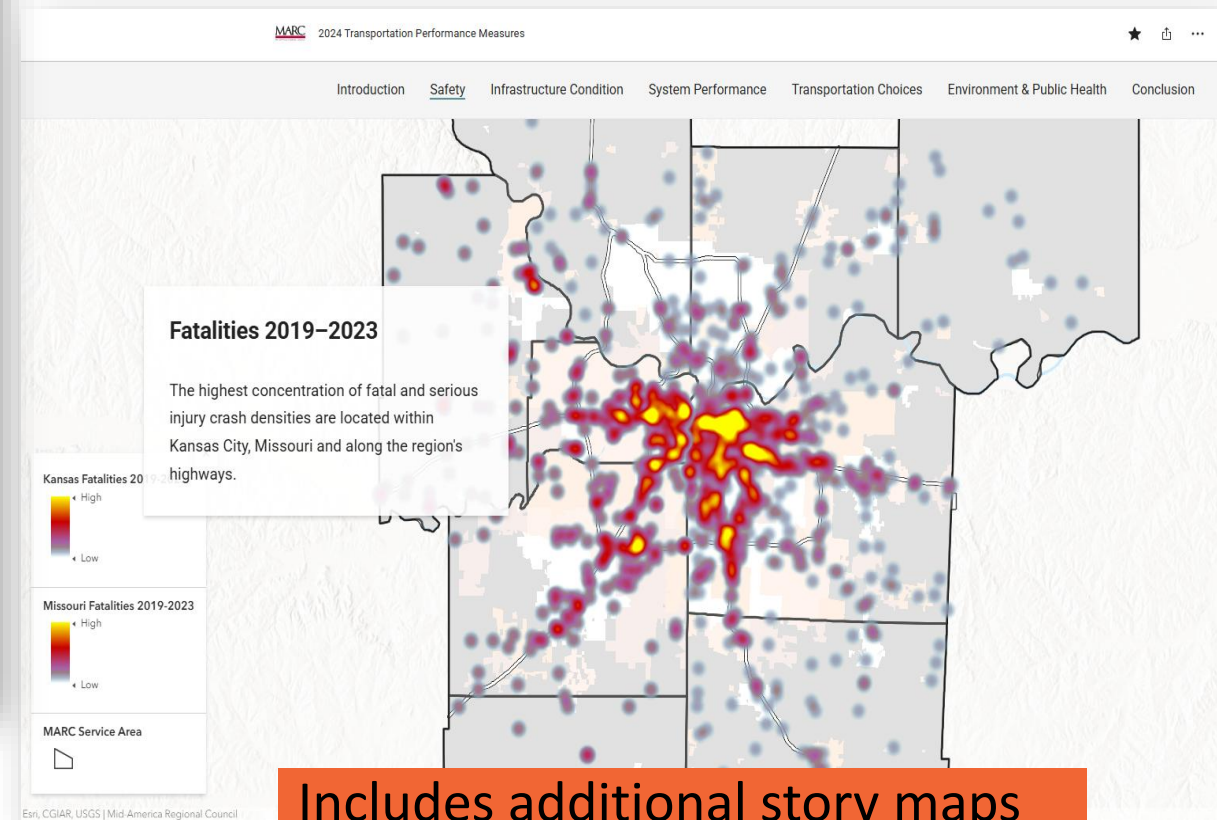 MARC 2024 Transportation Performance Measures
Introduction Safety Infrastructure Condition System Performance Transportation Choices Environment & Public Health Conclusion
Fatalities 2019–2023
The highest concentration of fatal and serious
injury crash densities are located within
Kansas City, Missouri and along the region's
highways.
Kansas Fatalities 2019-2023
High
Low
Missouri Fatalities 2019-2023
High
Low
MARC Service Area
Esri, CGIAR, USGS | Mid-America Regional Council
Includes additional story maps